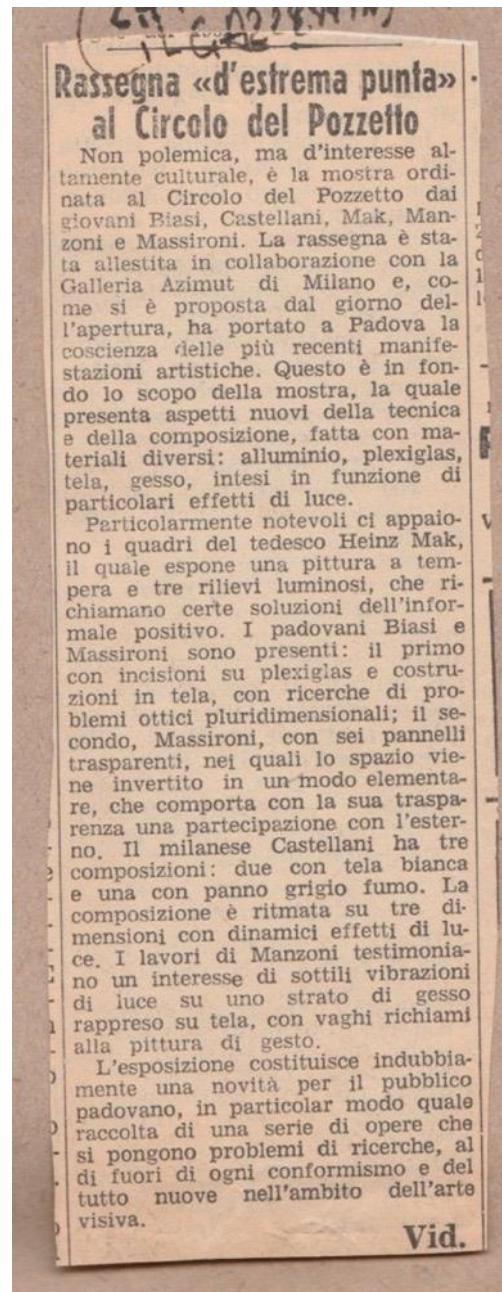 Rassegna «d'estrema punta»
al Circolo del Pozzetto
Non polemica, ma d'interesse al-
tamente culturale, è la mostra ordi-
nata al Circolo del Pozzetto dai
giovani Biasi, Castellani, Mak, Man-
zoni e Massironi. La rassegna è sta-
ta allestita in collaborazione con la
Galleria Azimut di Milano e, co-
me si è proposta dal giorno del-
l'apertura, ha portato a Padova la
coscienza delle più recenti manife-
stazioni artistiche. Questo è in fon-
do lo scopo della mostra, la quale
presenta aspetti nuovi della tecnica
e della composizione, fatta con ma-
teriali diversi: alluminio, plexiglas,
tela, gesso, intesi in funzione di
particolari effetti di luce.
Particolarmente notevoli ci appaio-
no i quadri del tedesco Heinz Mak,
il quale espone una pittura a tem-
pera e tre rilievi luminosi, che ri-
chiamano certe soluzioni dell'infor-
male positivo. I padovani Biasi e
Massironi sono presenti: il primo
con incisioni su plexiglas e costru-
zioni in tela, con ricerche di pro-
blemi ottici pluridimensionali; il se-
condo, Massironi, con sei pannelli
trasparenti, nei quali lo spazio vie-
ne invertito in un modo elementa-
re, che comporta con la sua traspa-
renza una partecipazione con l'ester-
no. Il milanese Castellani ha tre
composizioni: due con tela bianca
e una con panno grigio fumo. La
composizione è ritmata su tre di-
mensioni con dinamici effetti di lu-
ce. I lavori di Manzoni testimonia-
no un interesse di sottili vibrazioni
di luce su uno strato di gesso
rappreso su tela, con vaghi richiami
alla pittura di gesto.
L'esposizione costituisce indubbia-
mente una novità per il pubblico
padovano, in particolar modo quale
raccolta di una serie di opere che
si pongono problemi di ricerche, al
di fuori di ogni conformismo e del
tutto nuove nell'ambito dell'arte
visiva.
Vid.